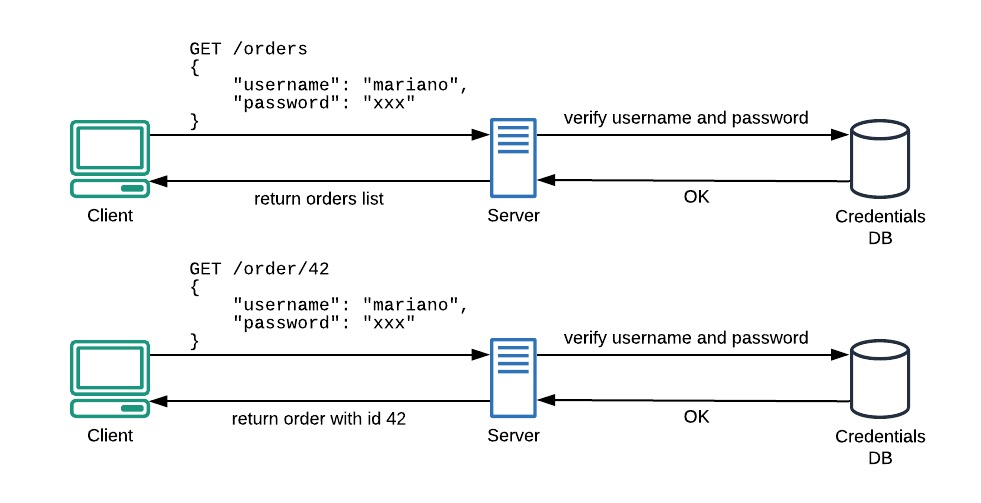 GET /orders
{
    "username": "mariano",
    "password": "xxx"
}
verify username and password
return orders list
OK
Client
Server
Credentials
DB
GET /order/42
{
    "username": "mariano",
    "password": "xxx"
}
verify username and password
return order with id 42
OK
Client
Server
Credentials
DB